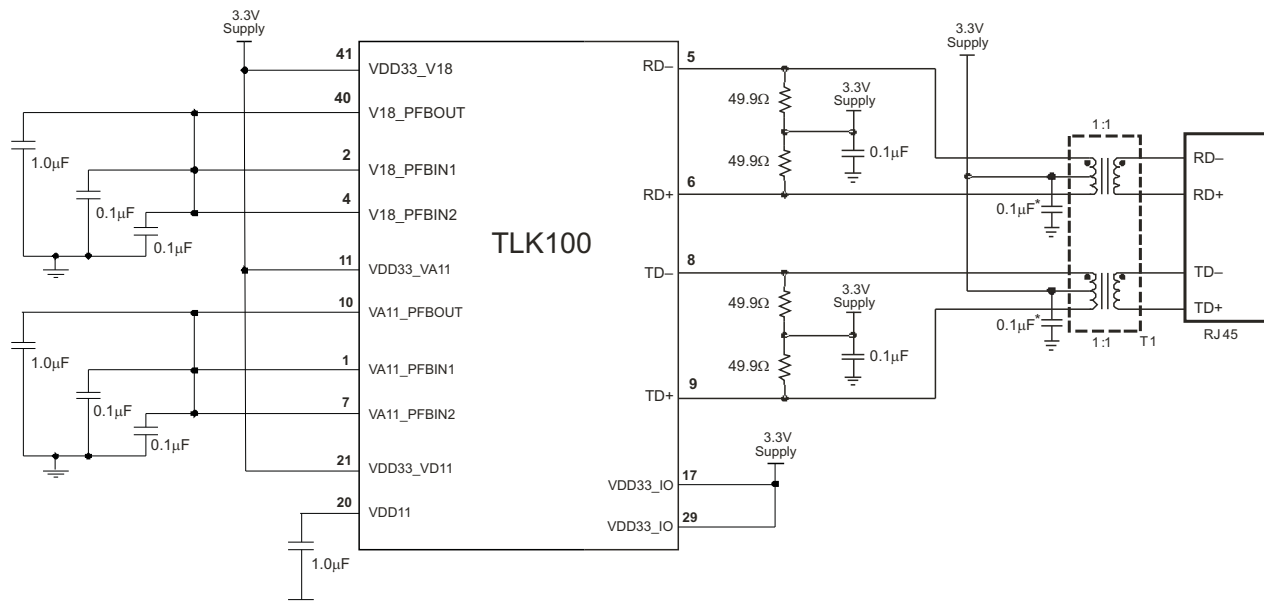 3.3V
Supply
41
VDD33_V18
40
V18_PFBOUT
1.0μF
2
V18_PFBIN1
0.1μF
4
V18_PFBIN2
0.1μF
11
VDD33_VA11
10
VA11_PFBOUT
1.0μF
1
VA11_PFBIN1
0.1μF
7
VA11_PFBIN2
0.1μF
21
VDD33_VD11
20
VDD11
1.0μF
TLK100
RD–
5
49.9Ω
3.3V
Supply
0.1μF
49.9Ω
RD+
6
TD–
8
49.9Ω
3.3V
Supply
0.1μF
49.9Ω
TD+
9
3.3V
Supply
VDD33_IO
17
VDD33_IO
29
3.3V
Supply
1:1
0.1μF*
0.1μF*
1:1
T1
RD–
RD+
TD–
TD+
RJ45